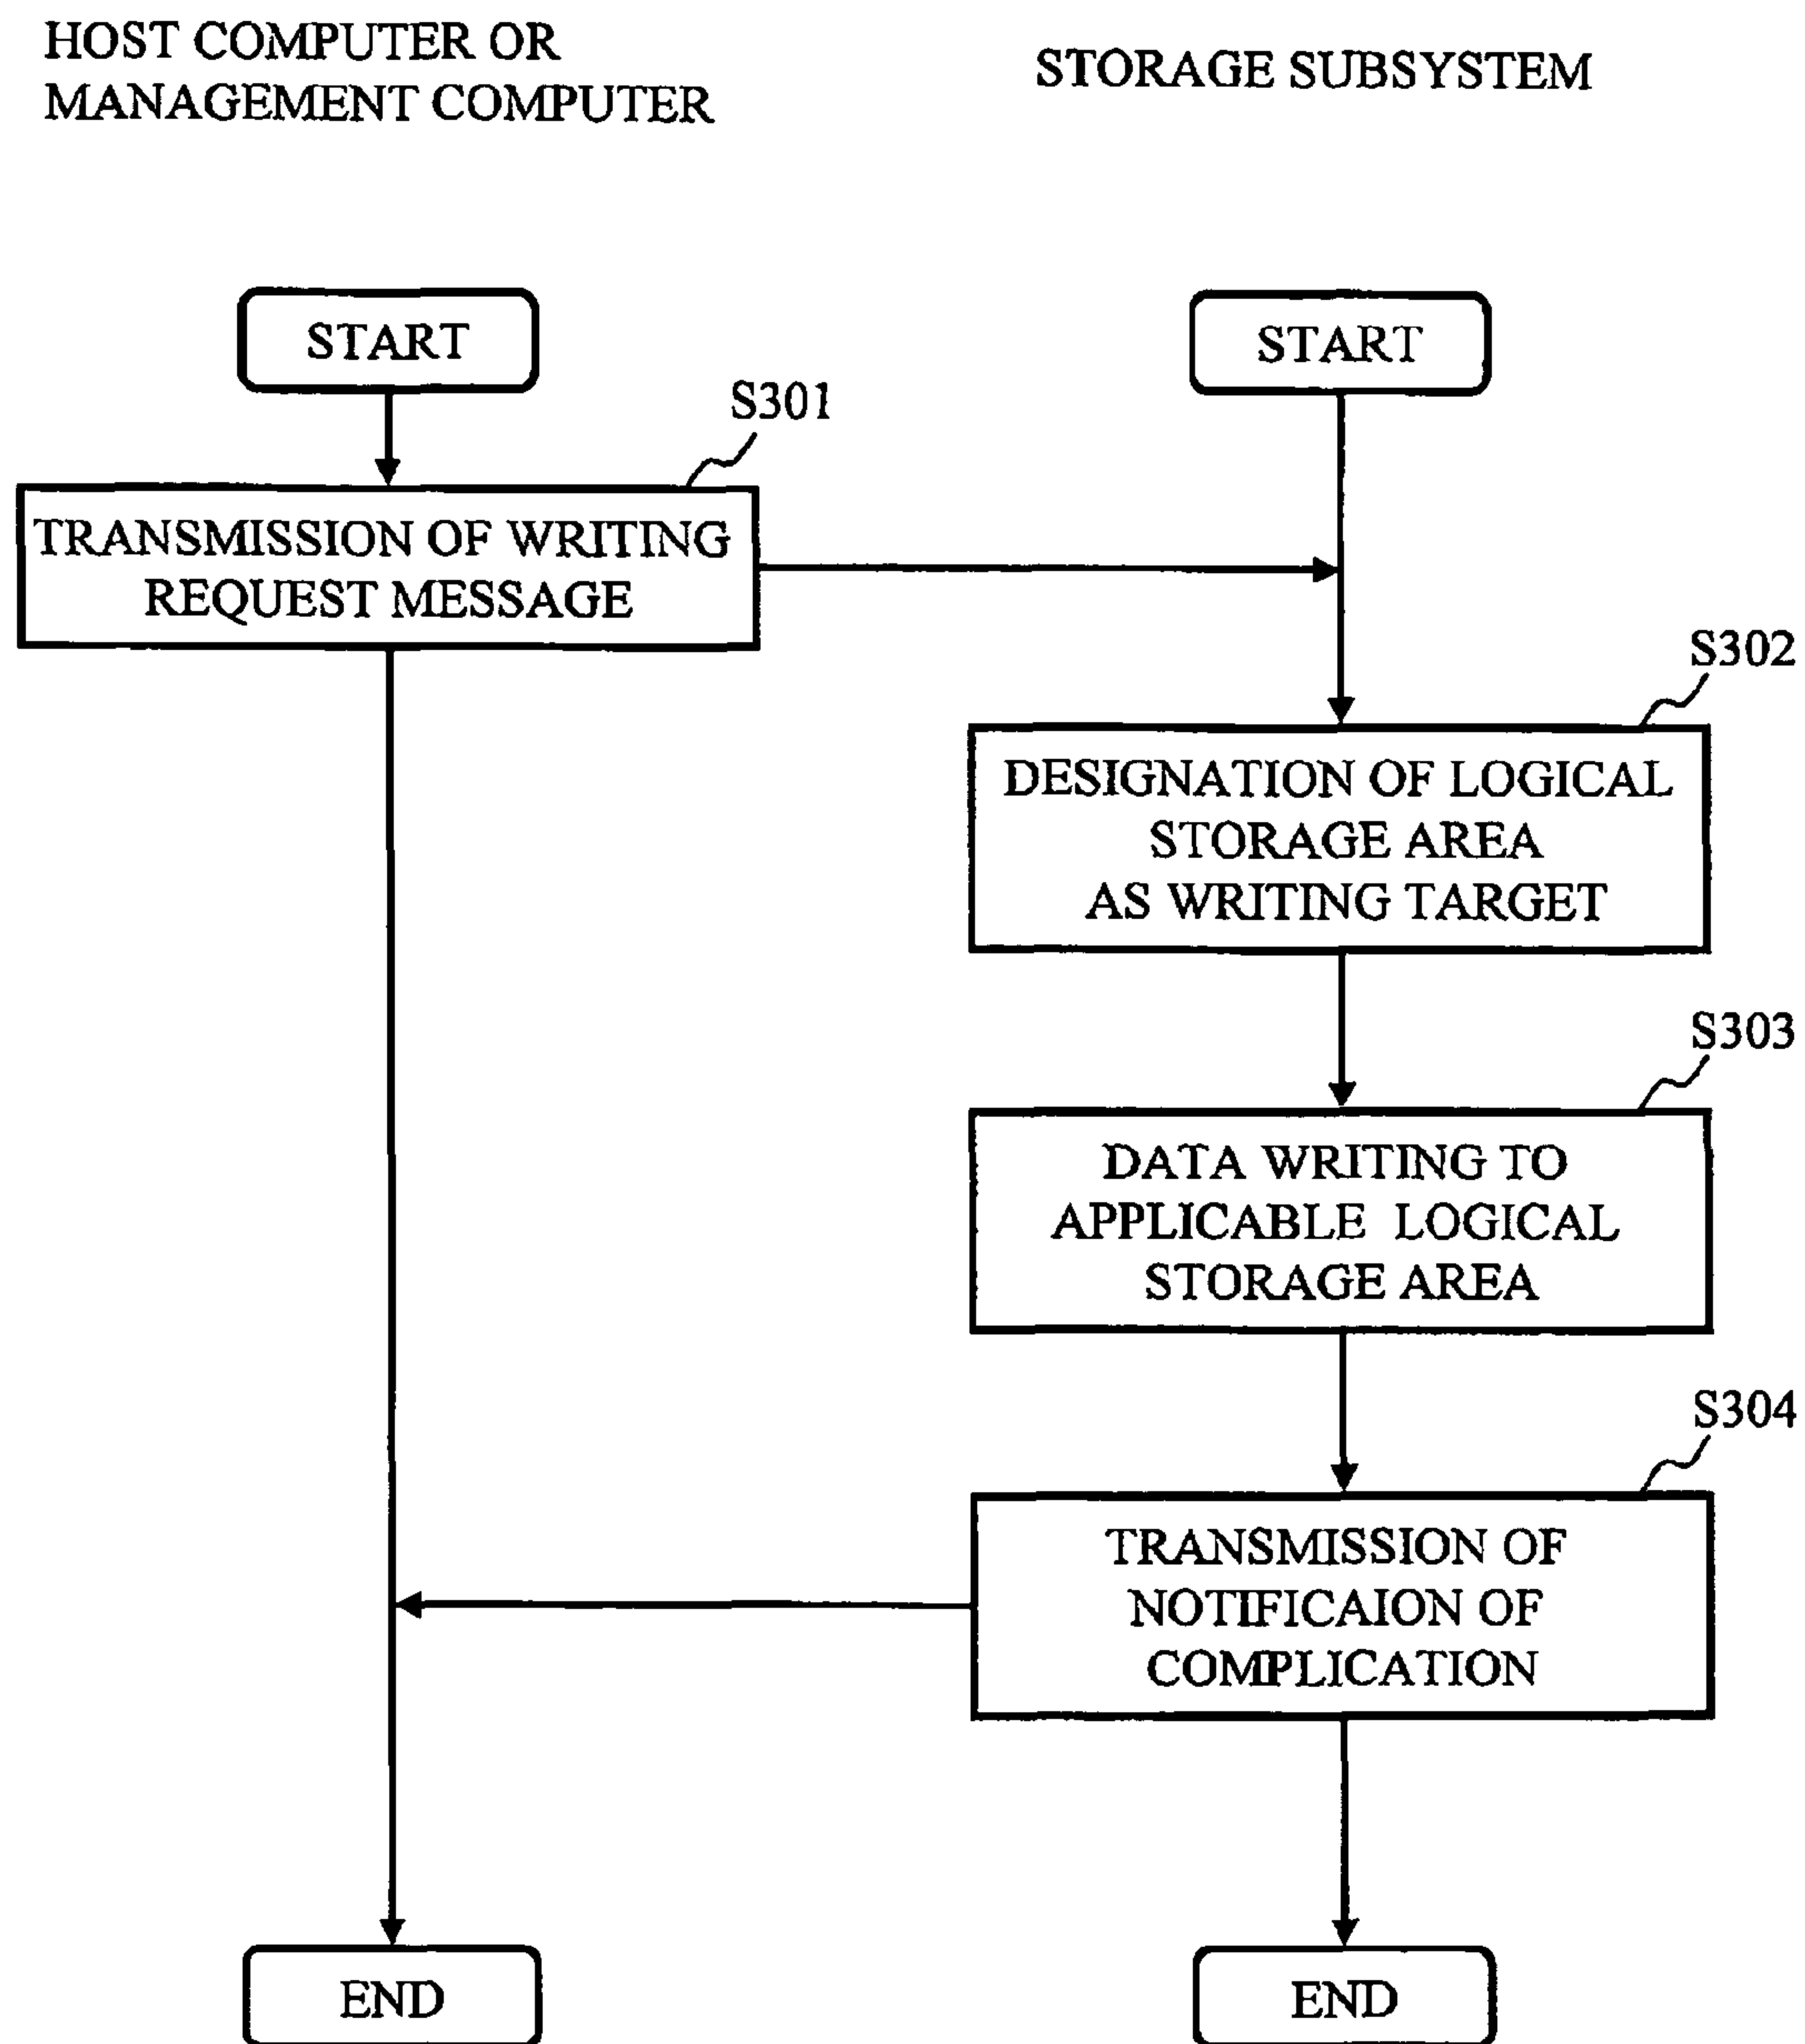 HOST COMPUTER OR
MANAGEMENT COMPUTER
STORAGE SUBSYSTEM
START
START
S301
TRANSMISSION OF WRITING
REQUEST MESSAGE
S302
DESIGNATION OF LOGICAL
STORAGE AREA
AS WRITING TARGET
S303
DATA WRITING TO
APPLICABLE LOGICAL
STORAGE AREA
S304
TRANSMISSION OF
NOTIFICAION OF
COMPLICATION
END
END